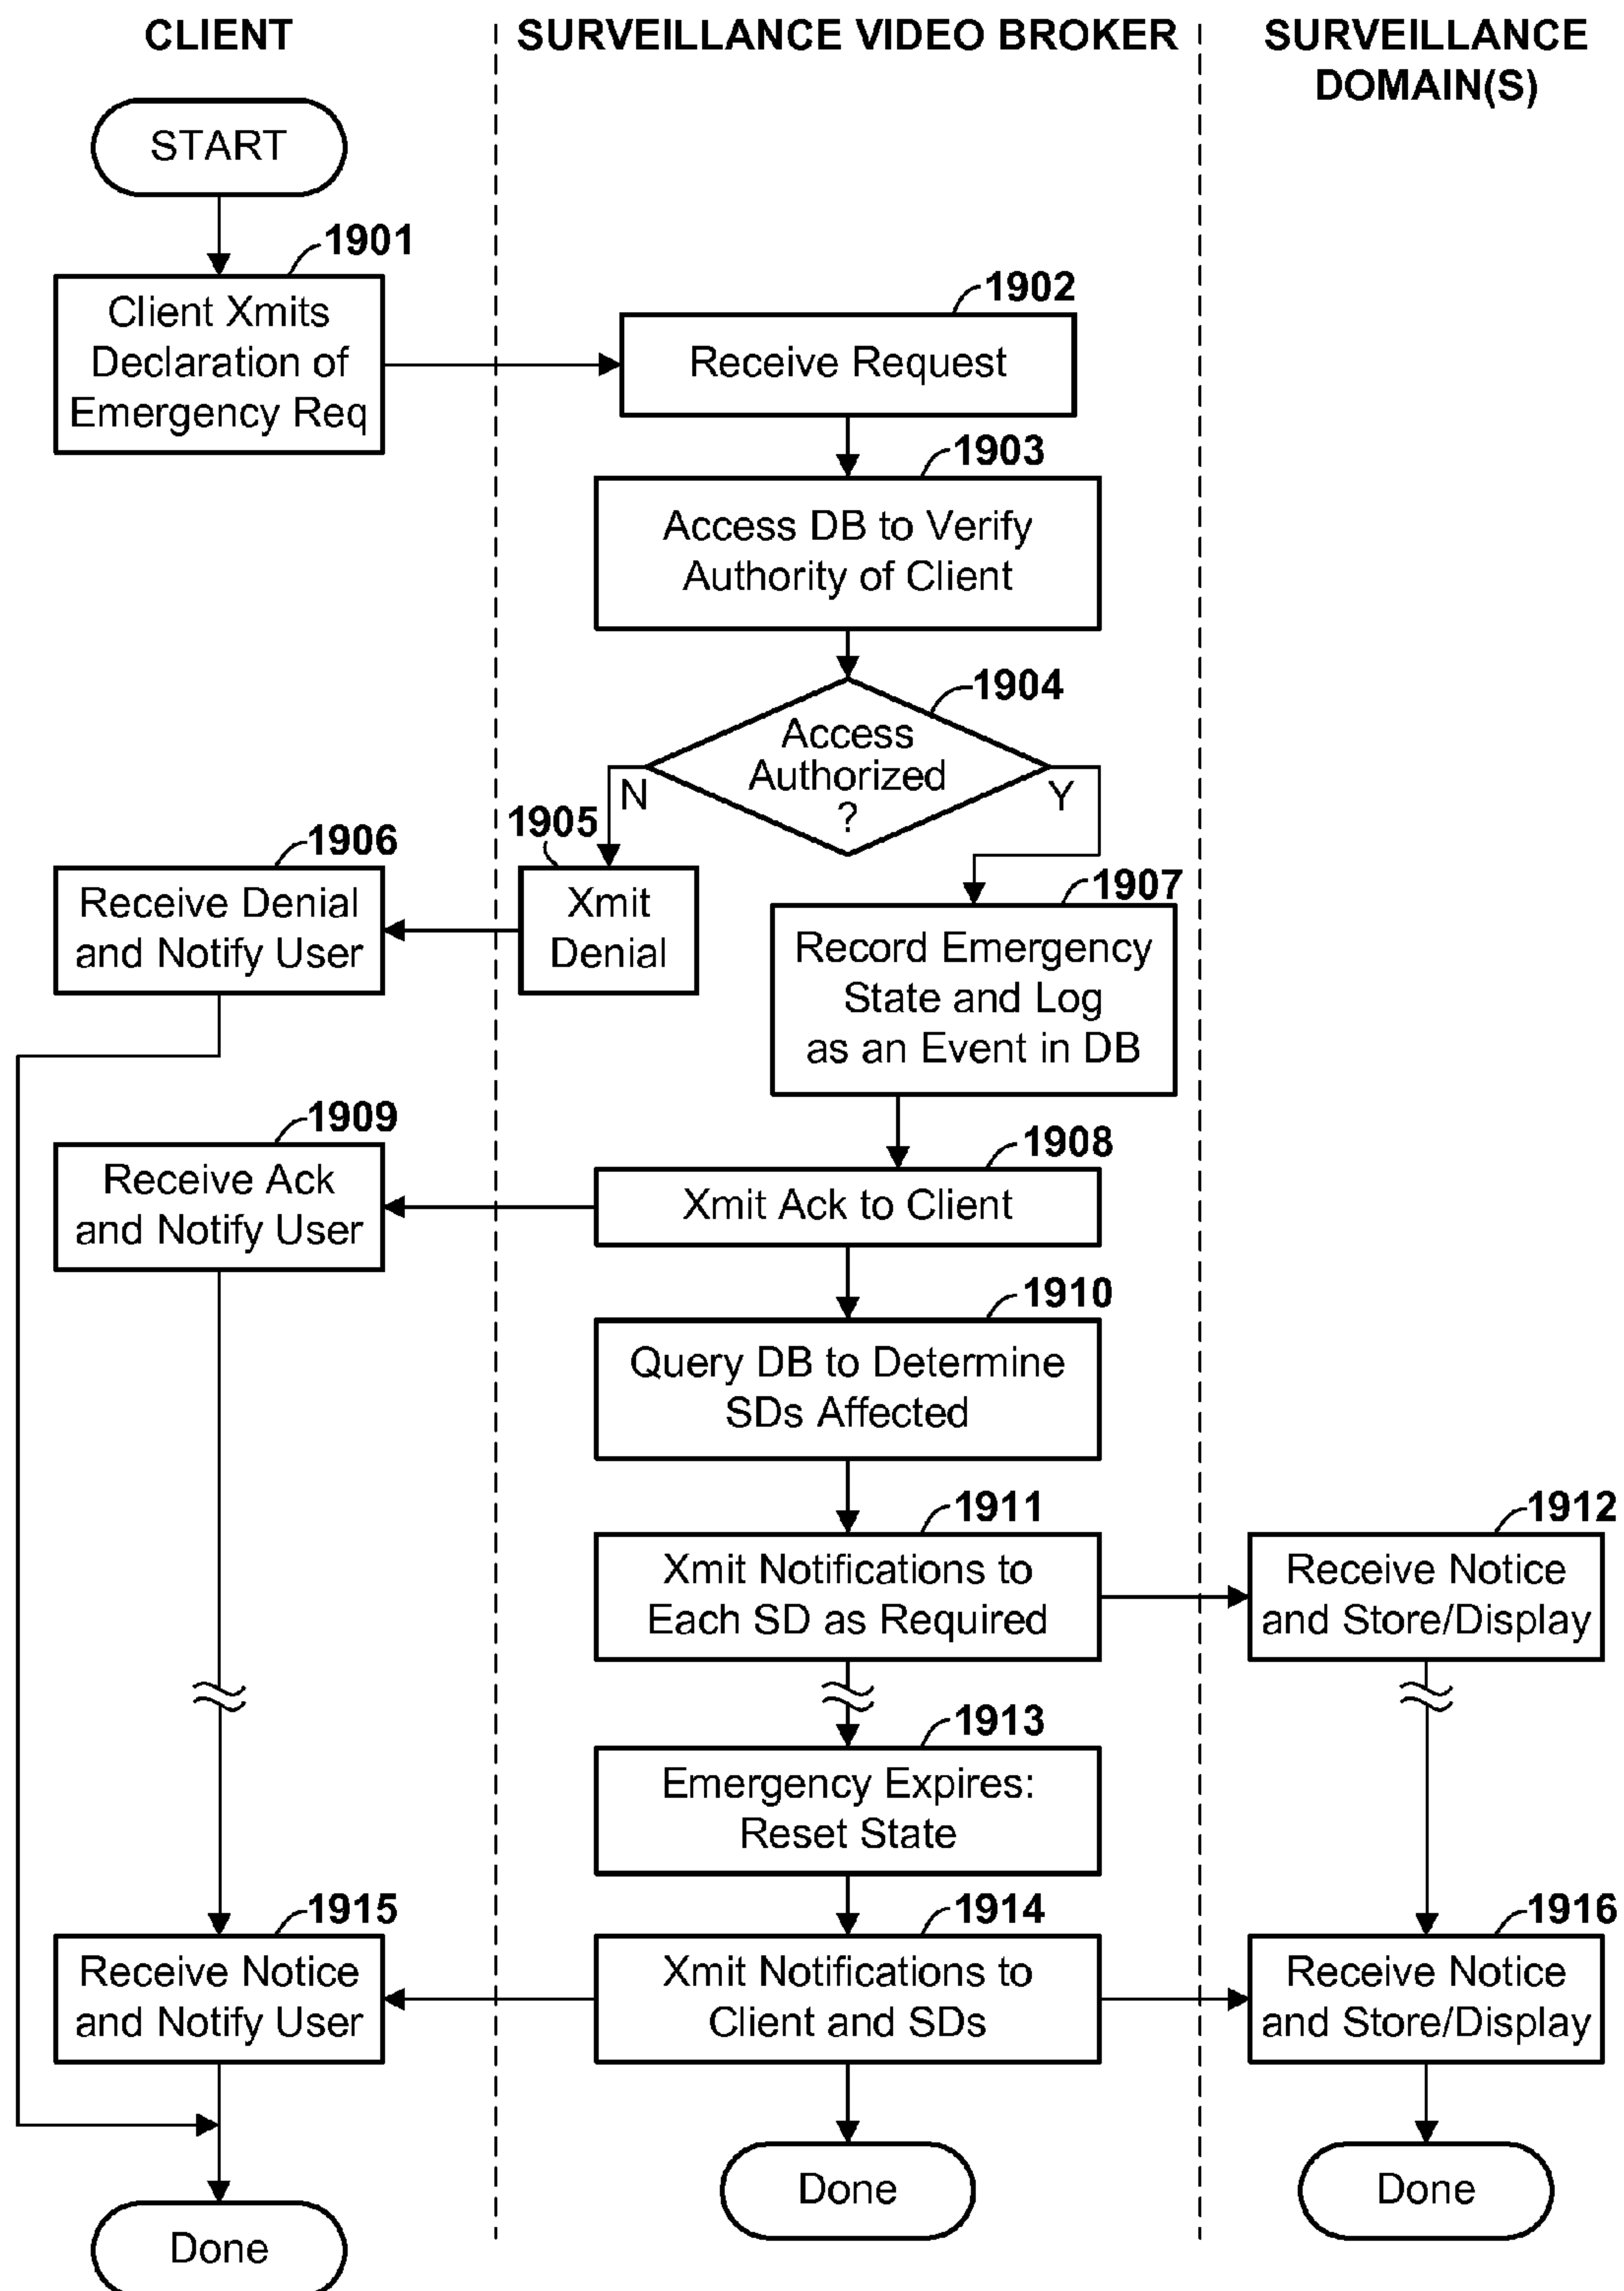 CLIENT
SURVEILLANCE VIDEO BROKER
SURVEILLANCE
DOMAIN(S)
START
1901
Client Xmits
Declaration of
Emergency Req
1902
Receive Request
1903
Access DB to Verify
Authority of Client
1904
Access
Authorized
?
N
Y
1905
Xmit
Denial
1906
Receive Denial
and Notify User
1907
Record Emergency
State and Log
as an Event in DB
1908
Xmit Ack to Client
1909
Receive Ack
and Notify User
1910
Query DB to Determine
SDs Affected
1911
Xmit Notifications to
Each SD as Required
1912
Receive Notice
and Store/Display
1913
Emergency Expires:
Reset State
1914
Xmit Notifications to
Client and SDs
1915
Receive Notice
and Notify User
1916
Receive Notice
and Store/Display
Done
Done
Done